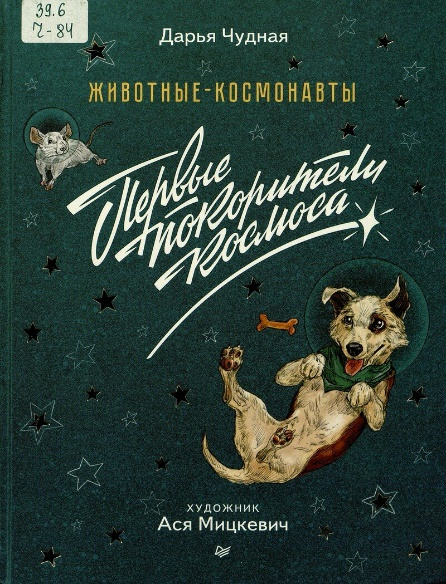 39.6
Ч-84
Дарья Чудная
ЖИВОТНЫЕ-КОСМОНАВТЫ
Первые
покорители
космоса
ХУДОЖНИК
Ася Мицкевич